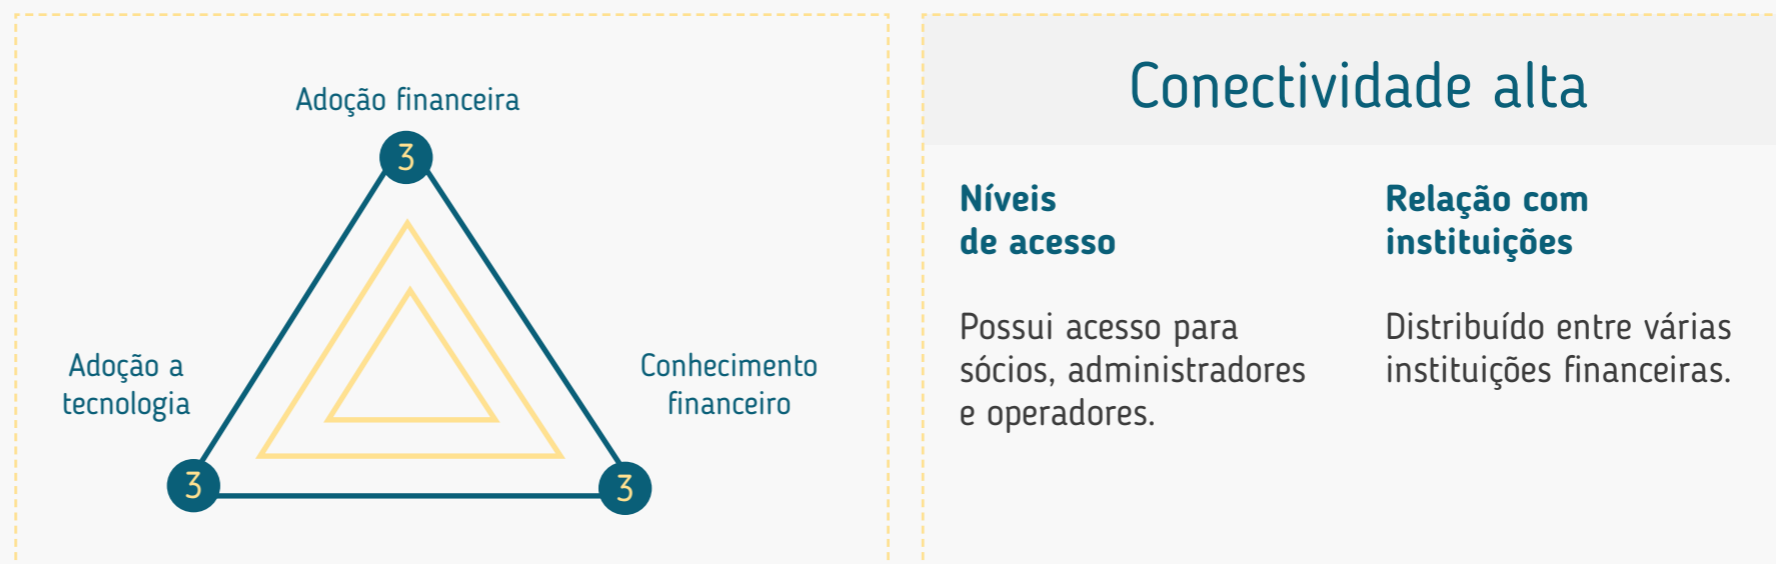 Adoção financeira
3
Adoção a
tecnologia
Conhecimento
financeiro
3
3
Conectividade alta
Níveis
de acesso
Possui acesso para
sócios, administradores
e operadores.
Relação com
instituições
Distribuído entre várias
instituições financeiras.